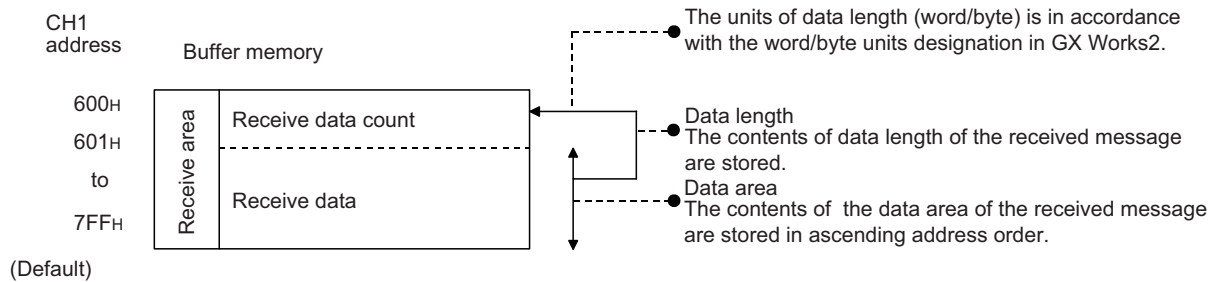 CH1
address
Buffer memory
The units of data length (word/byte) is in accordance
with the word/byte units designation in GX Works2.
600H
601H
to
7FFH
(Default)
Receive area
Receive data count
Receive data
Data length
The contents of data length of the received message
are stored.
Data area
The contents of the data area of the received message
are stored in ascending address order.